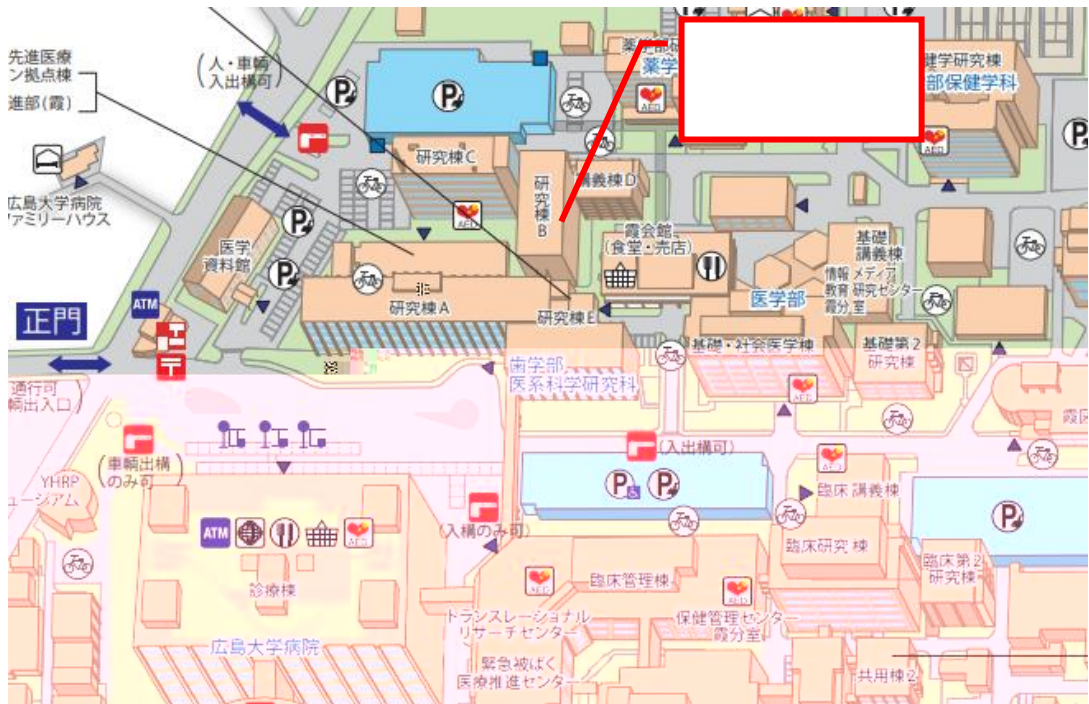 先進医療
ン拠点棟
進部(霞)
(人・車輌
入出構可)
薬学部研
薬学
健学研究棟
部保健学科
AED
AED
P
P
P
研究棟C
講義棟D
研究棟B
AED
広島大学病院
ファミリーハウス
医学
資料館
P
P
霞会館
(食堂・売店)
基礎
講義棟
情報メディア
教育研究センター
霞分室
医学部
ATM
正門
研究棟A
研究棟E
基礎・社会医学棟
基礎第2
研究棟
歯学部
医系科学研究科
AED
通行可
輌出入口)
霞
(車輌出構
のみ可)
(入出構可)
YHRP
ュージアム
P
P
AED
臨床講義棟
(入構のみ可)
P
ATM
AED
臨床研究棟
臨床第2
研究棟
診療棟
AED
臨床管理棟
AED
トランスレーショナル
リサーチセンター
保健管理センター
霞分室
広島大学病院
緊急被ばく
医療推進センター
共用棟2